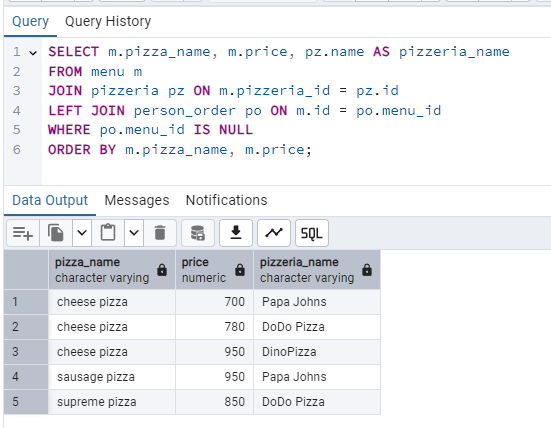 Query Query History
1 SELECT m.pizza_name, m.price, pz.name AS pizzeria_name
2 FROM menu m
3 JOIN pizzeria pz ON m.pizzeria_id = pz.id
4 LEFT JOIN person_order po ON m.id = po.menu_id
5 WHERE po.menu_id IS NULL
6 ORDER BY m.pizza_name, m.price;
Data Output Messages Notifications
SQL
pizza_name price pizzeria_name
character varying numeric character varying
1 cheese pizza 700 Papa Johns
2 cheese pizza 780 DoDo Pizza
3 cheese pizza 950 DinoPizza
4 sausage pizza 950 Papa Johns
5 supreme pizza 850 DoDo Pizza